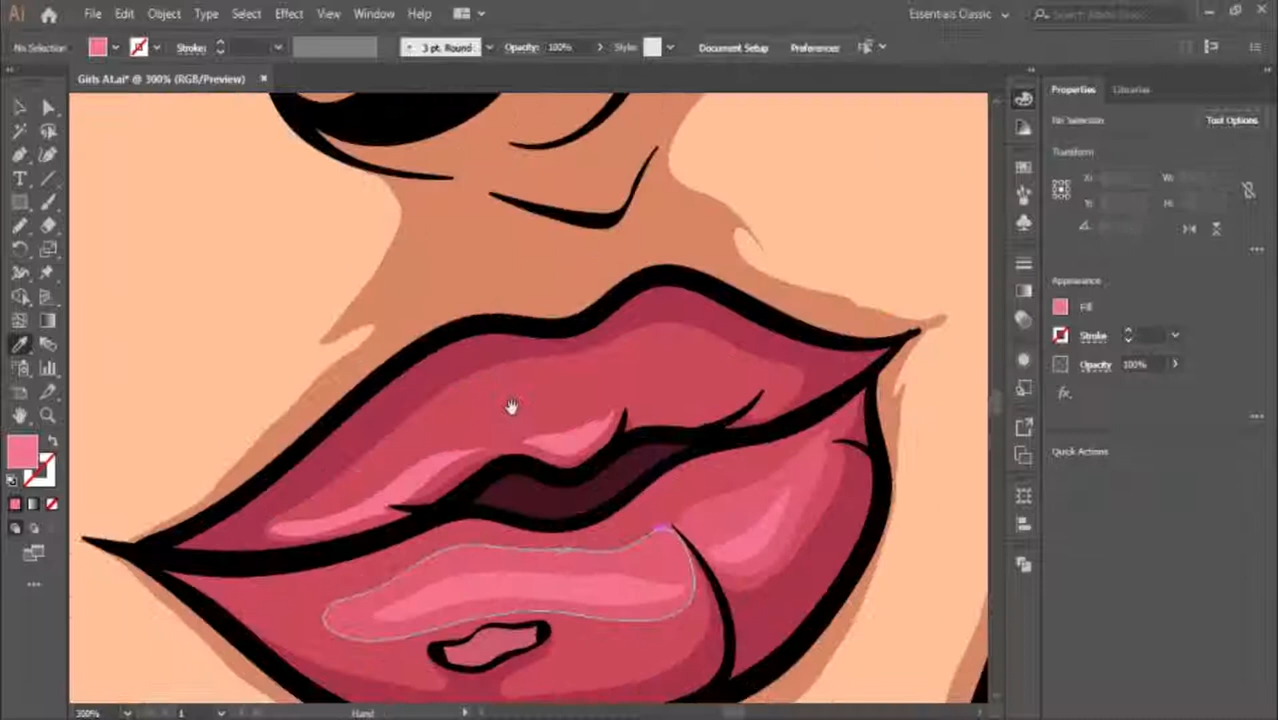 Ai File Edit Object Type Select Effect View Window Help Essentials Classic
No Selection Stroke: 3 pt. Round Opacity: 100% Style: Document Setup Preferences
Girls AI.ai* @ 300% (RGB/Preview) ×
Properties Libraries
No Selection Tool Options
Transform
X: W:
Y: H:
Appearance
Fill
Stroke
Opacity 100%
fx.
Quick Actions
300% 1 Hand